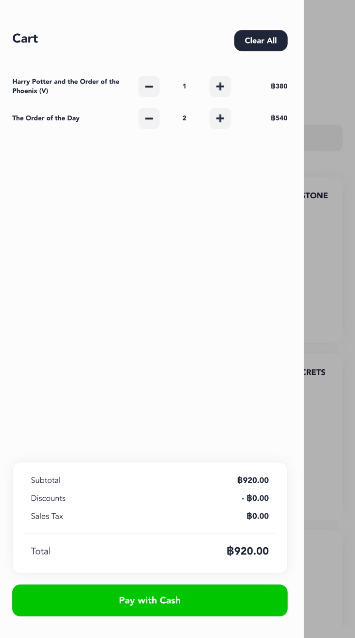 Cart
Clear All
Harry Potter and the Order of the
Phoenix (V)
1
฿380
The Order of the Day
2
฿540
Subtotal
฿920.00
Discounts
- ฿0.00
Sales Tax
฿0.00
Total
฿920.00
Pay with Cash
STONE
CRETS